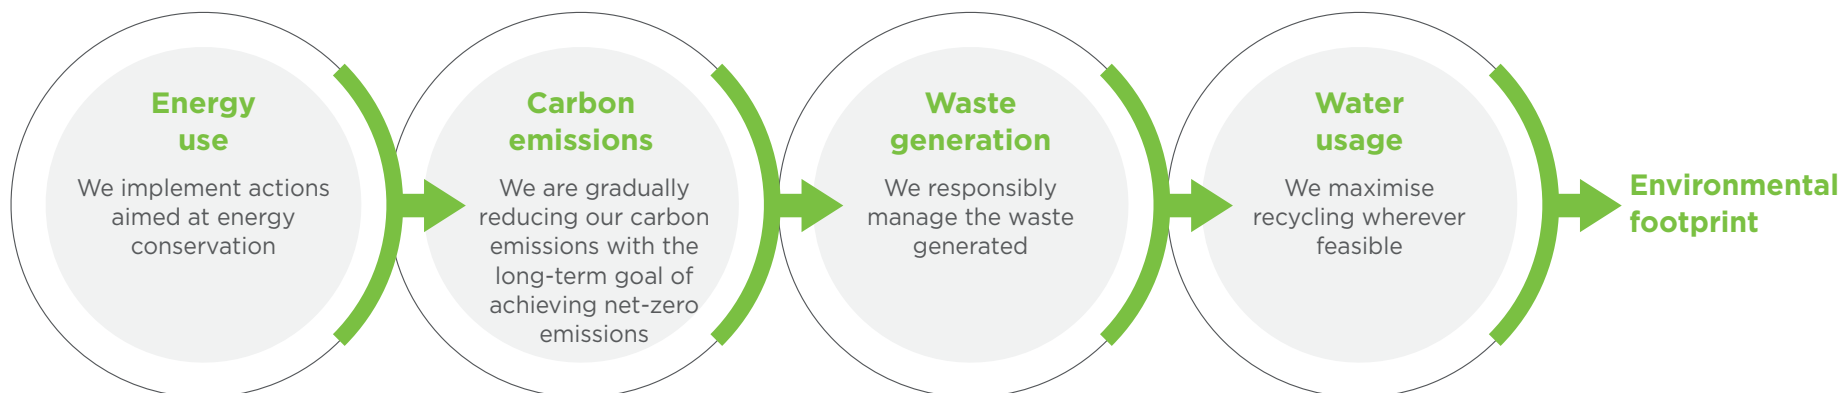 Energy
use
We implement actions
aimed at energy
conservation
Carbon
emissions
We are gradually
reducing our carbon
emissions with the
long-term goal of
achieving net-zero
emissions
Waste
generation
We responsibly
manage the waste
generated
Water
usage
We maximise
recycling wherever
feasible
Environmental
footprint